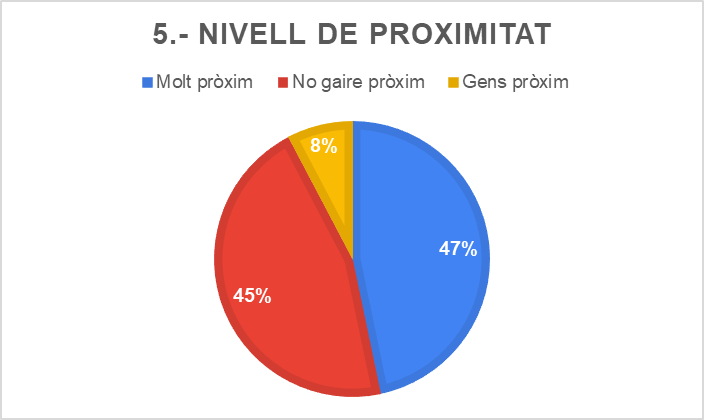 5.- NIVELL DE PROXIMITAT
Molt pròxim No gaire pròxim Gens pròxim
8%
47%
45%